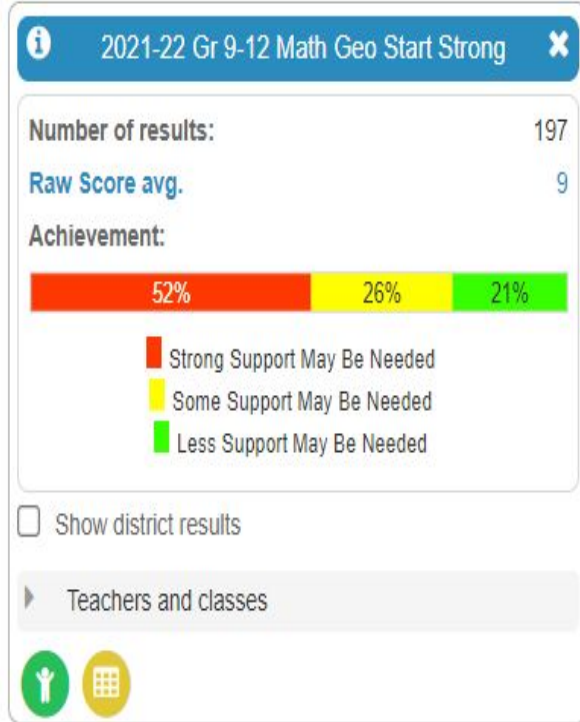 2021-22 Gr 9-12 Math Geo Start Strong
Number of results: 197
Raw Score avg. 9
Achievement:
52% 26% 21%
Strong Support May Be Needed
Some Support May Be Needed
Less Support May Be Needed
Show district results
Teachers and classes